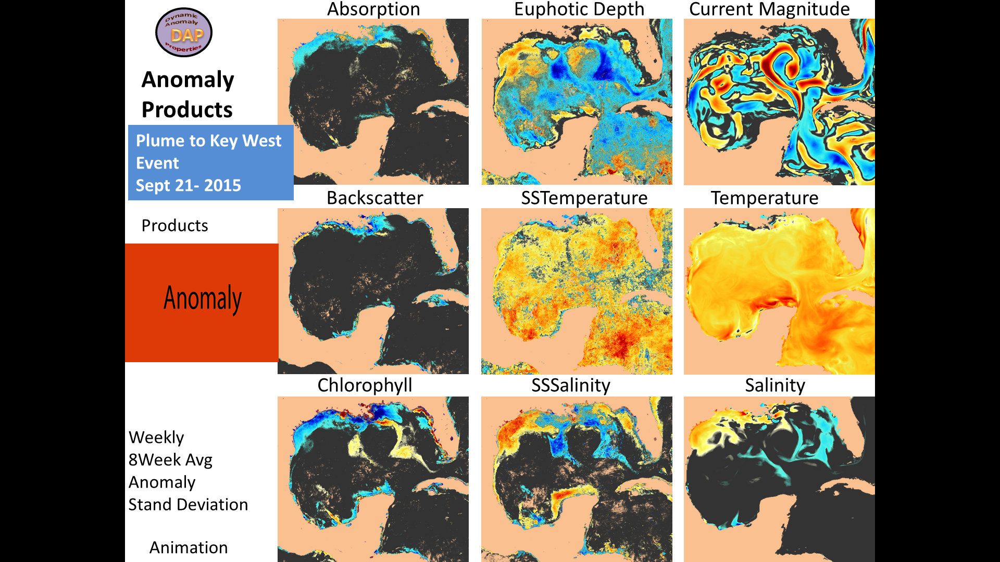 Dynamic
Anomaly
DAP
Properties
Anomaly
Products
Plume to Key West
Event
Sept 21- 2015
Products
Anomaly
Weekly
8Week Avg
Anomaly
Stand Deviation
Animation
Absorption
Euphotic Depth
Current Magnitude
Backscatter
SSTemperature
Temperature
Chlorophyll
SSSalinity
Salinity